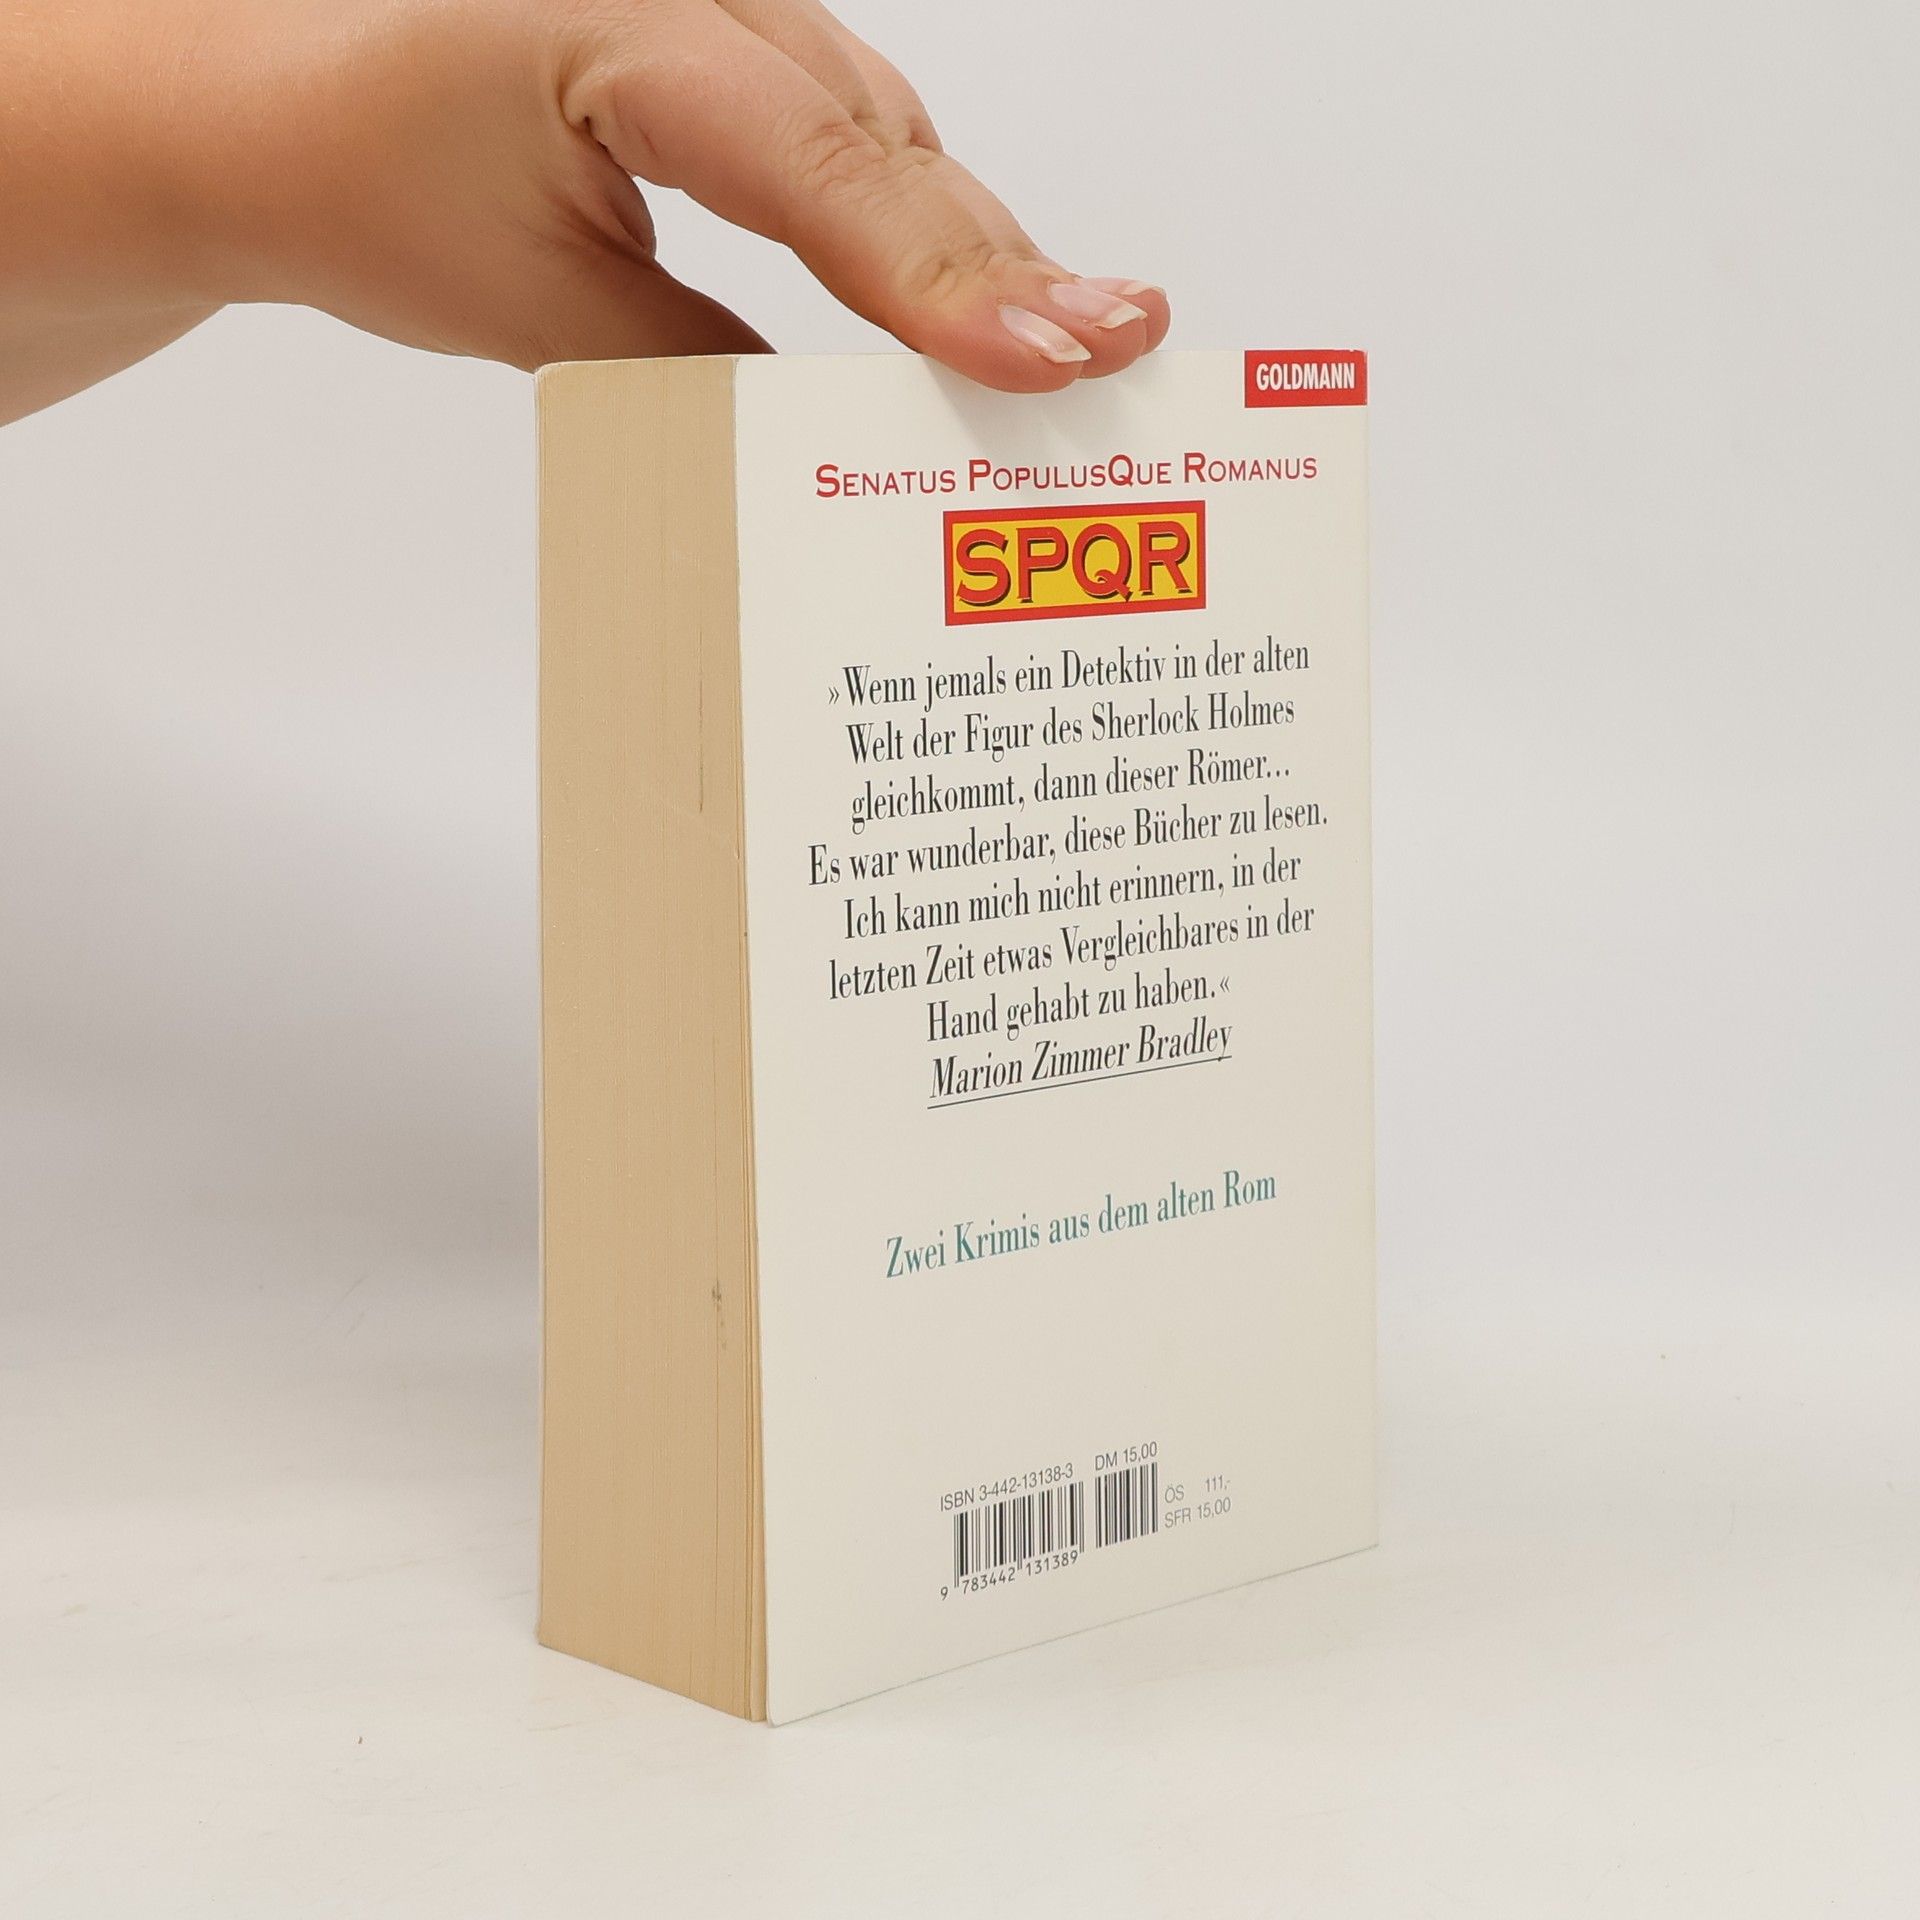 GOLDMANN
SENATUS POPULUSQUE ROMANUS
SPQR
»Wenn jemals ein Detektiv in der alten
Welt der Figur des Sherlock Holmes
gleichkommt, dann dieser Römer...
Es war wunderbar, diese Bücher zu lesen.
Ich kann mich nicht erinnern, in der
letzten Zeit etwas Vergleichbares in der
Hand gehabt zu haben.«
Marion Zimmer Bradley
Zwei Krimis aus dem alten Rom
ISBN 3-442-13138-3 DM 15,00
ÖS 111,-
SFR 15,00
9 783442 131389